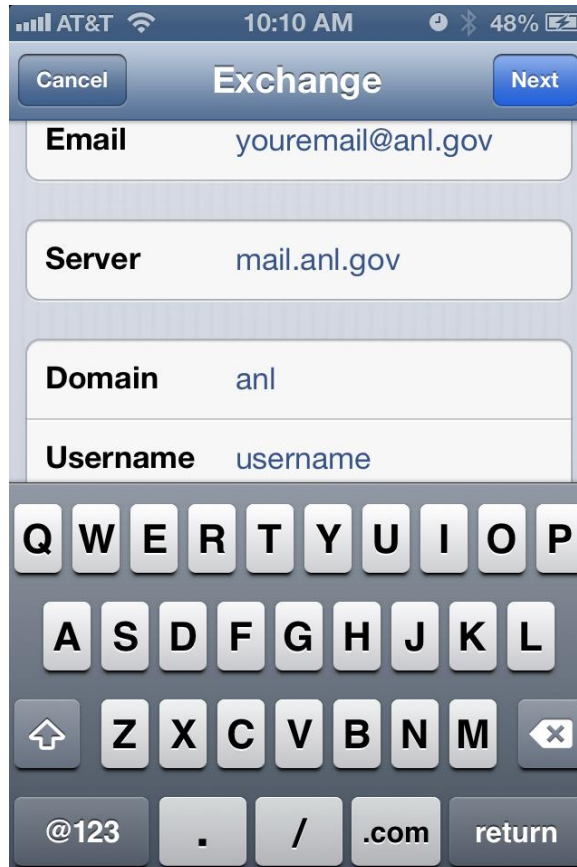 AT&T 10:10 AM 48%
Cancel Exchange Next
Email youremail@anl.gov
Server mail.anl.gov
Domain anl
Username username
Q W E R T Y U I O P
A S D F G H J K L
Z X C V B N M
@123 . / .com return